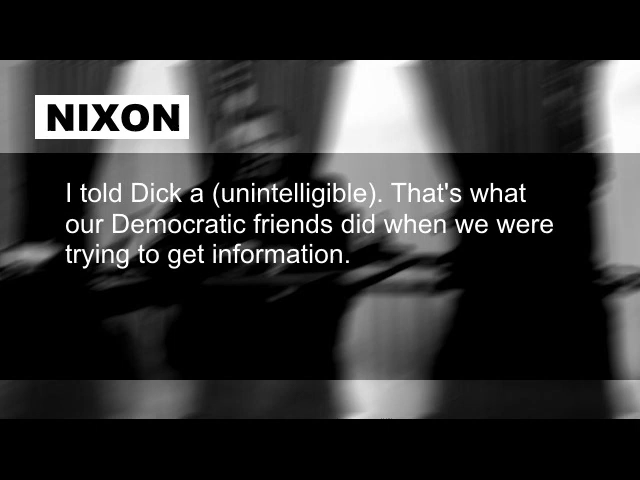 NIXON
I told Dick a (unintelligible). That's what
our Democratic friends did when we were
trying to get information.